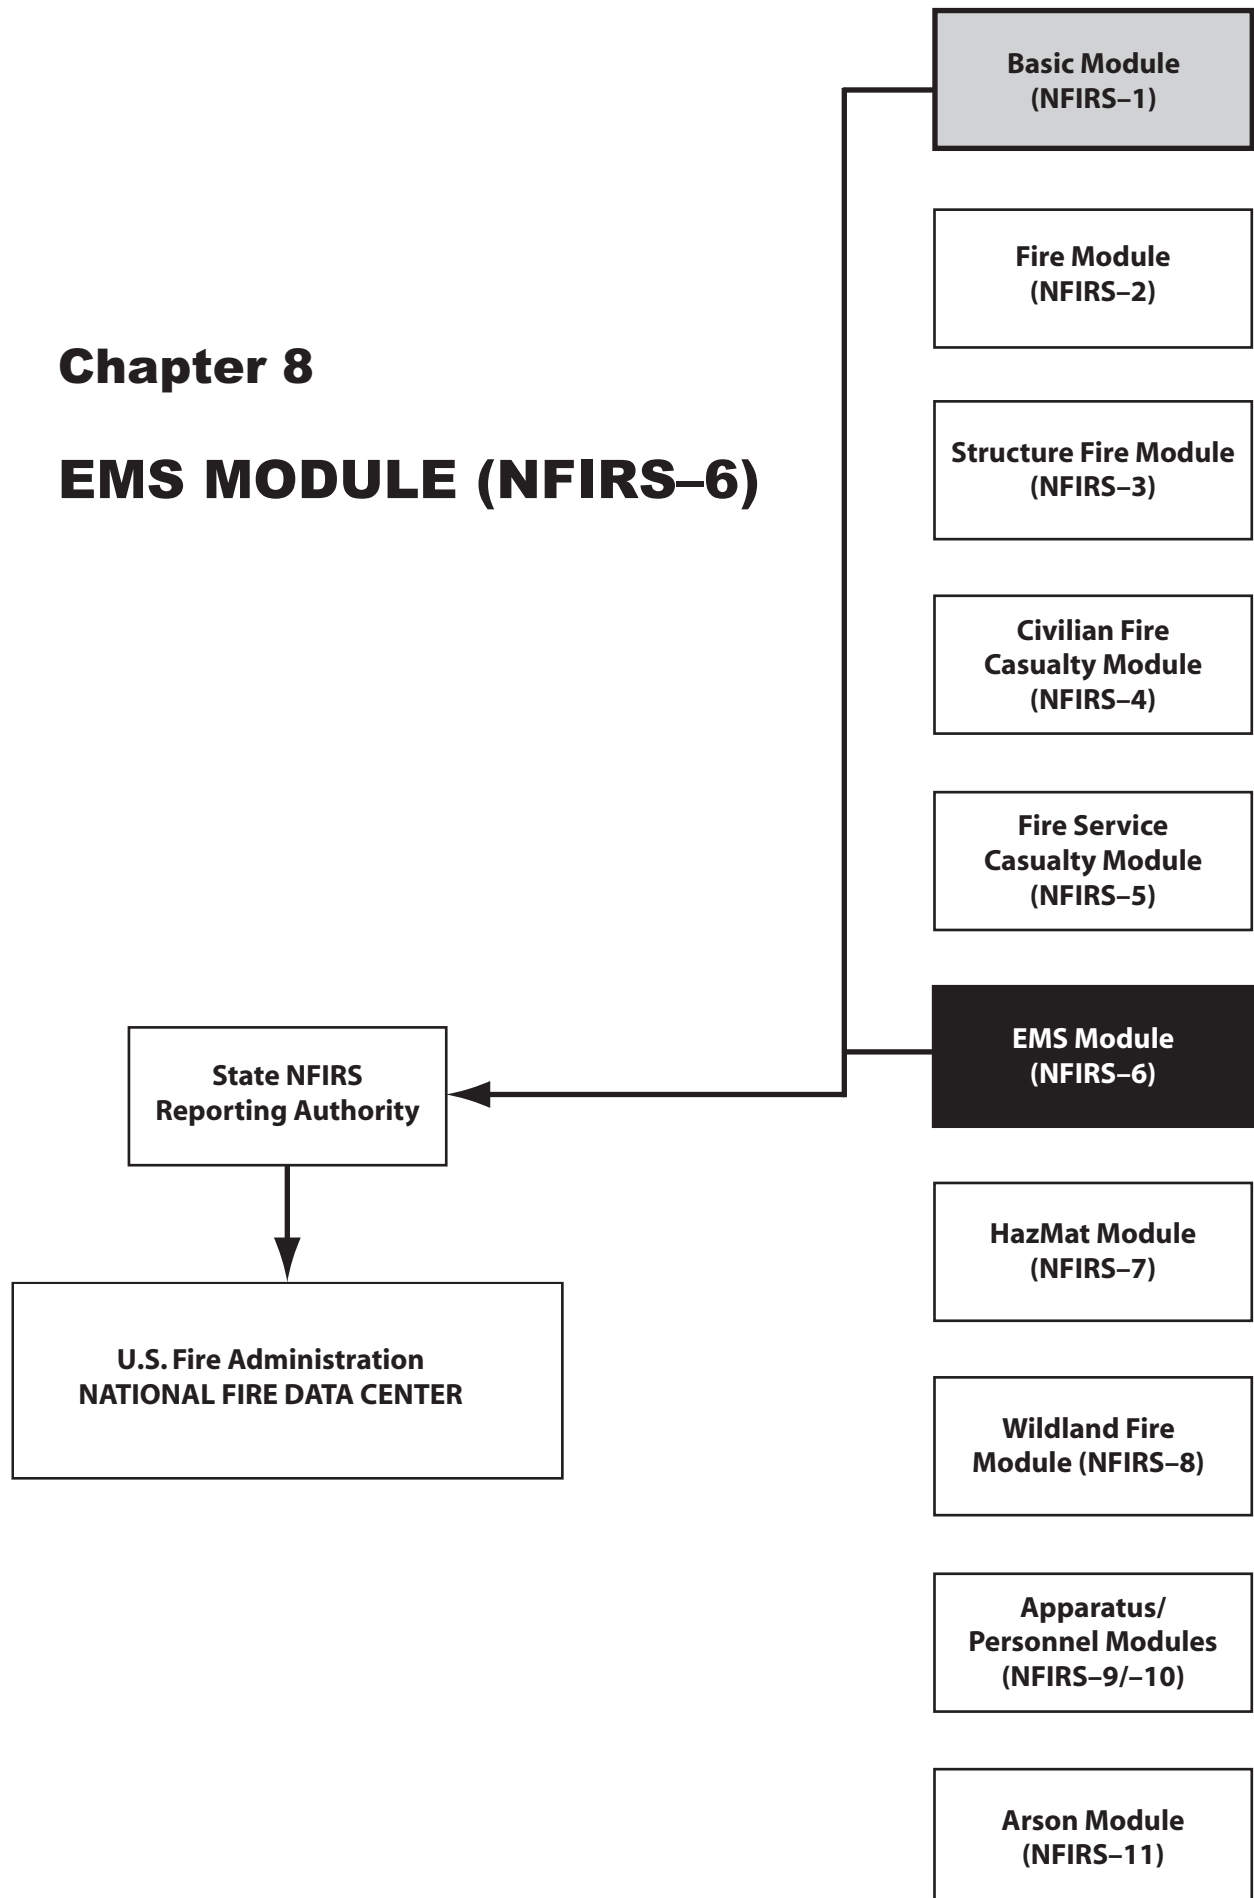 Chapter 8
EMS MODULE (NFIRS–6)
Basic Module
(NFIRS–1)
Fire Module
(NFIRS–2)
Structure Fire Module
(NFIRS–3)
Civilian Fire
Casualty Module
(NFIRS–4)
Fire Service
Casualty Module
(NFIRS–5)
EMS Module
(NFIRS–6)
HazMat Module
(NFIRS–7)
Wildland Fire
Module (NFIRS–8)
Apparatus/
Personnel Modules
(NFIRS–9/–10)
Arson Module
(NFIRS–11)
State NFIRS
Reporting Authority
U.S. Fire Administration
NATIONAL FIRE DATA CENTER